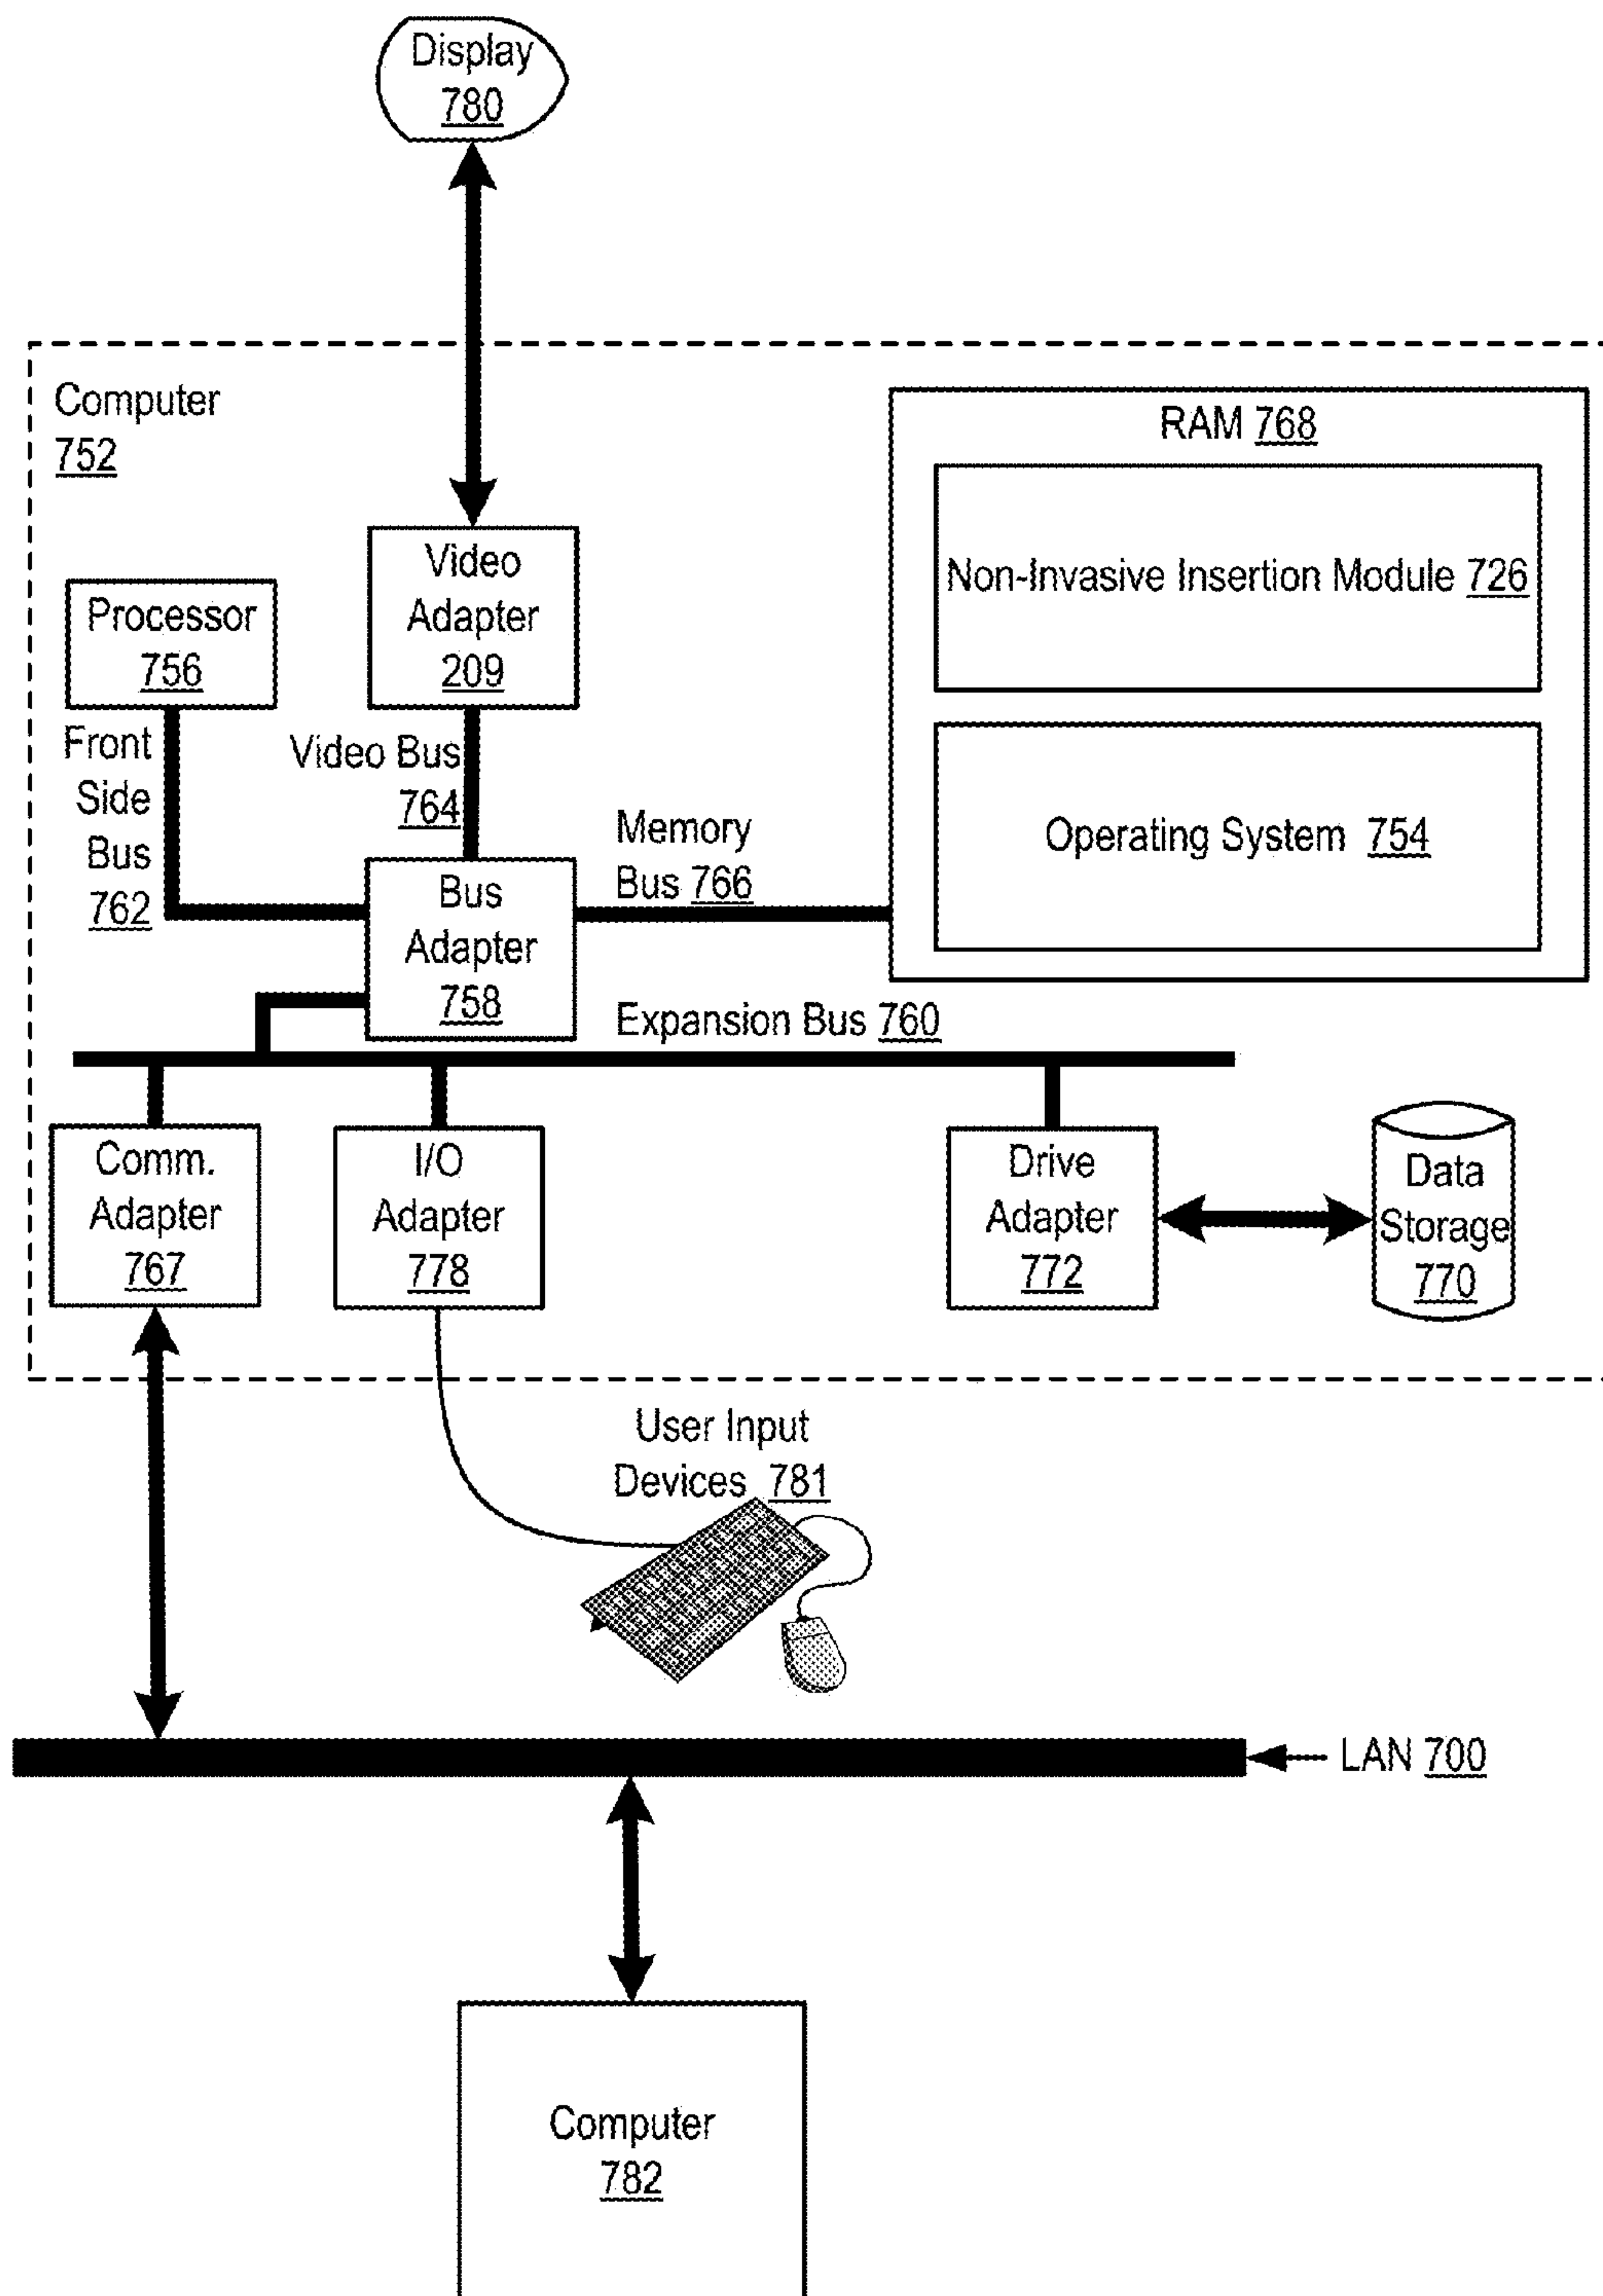 Display
780
Computer
752
RAM 768
Non-Invasive Insertion Module 726
Operating System 754
Video
Adapter
209
Processor
756
Front
Side
Bus
762
Video Bus
764
Memory
Bus 766
Bus
Adapter
758
Expansion Bus 760
Comm.
Adapter
767
I/O
Adapter
778
Drive
Adapter
772
Data
Storage
770
User Input
Devices 781
LAN 700
Computer
782